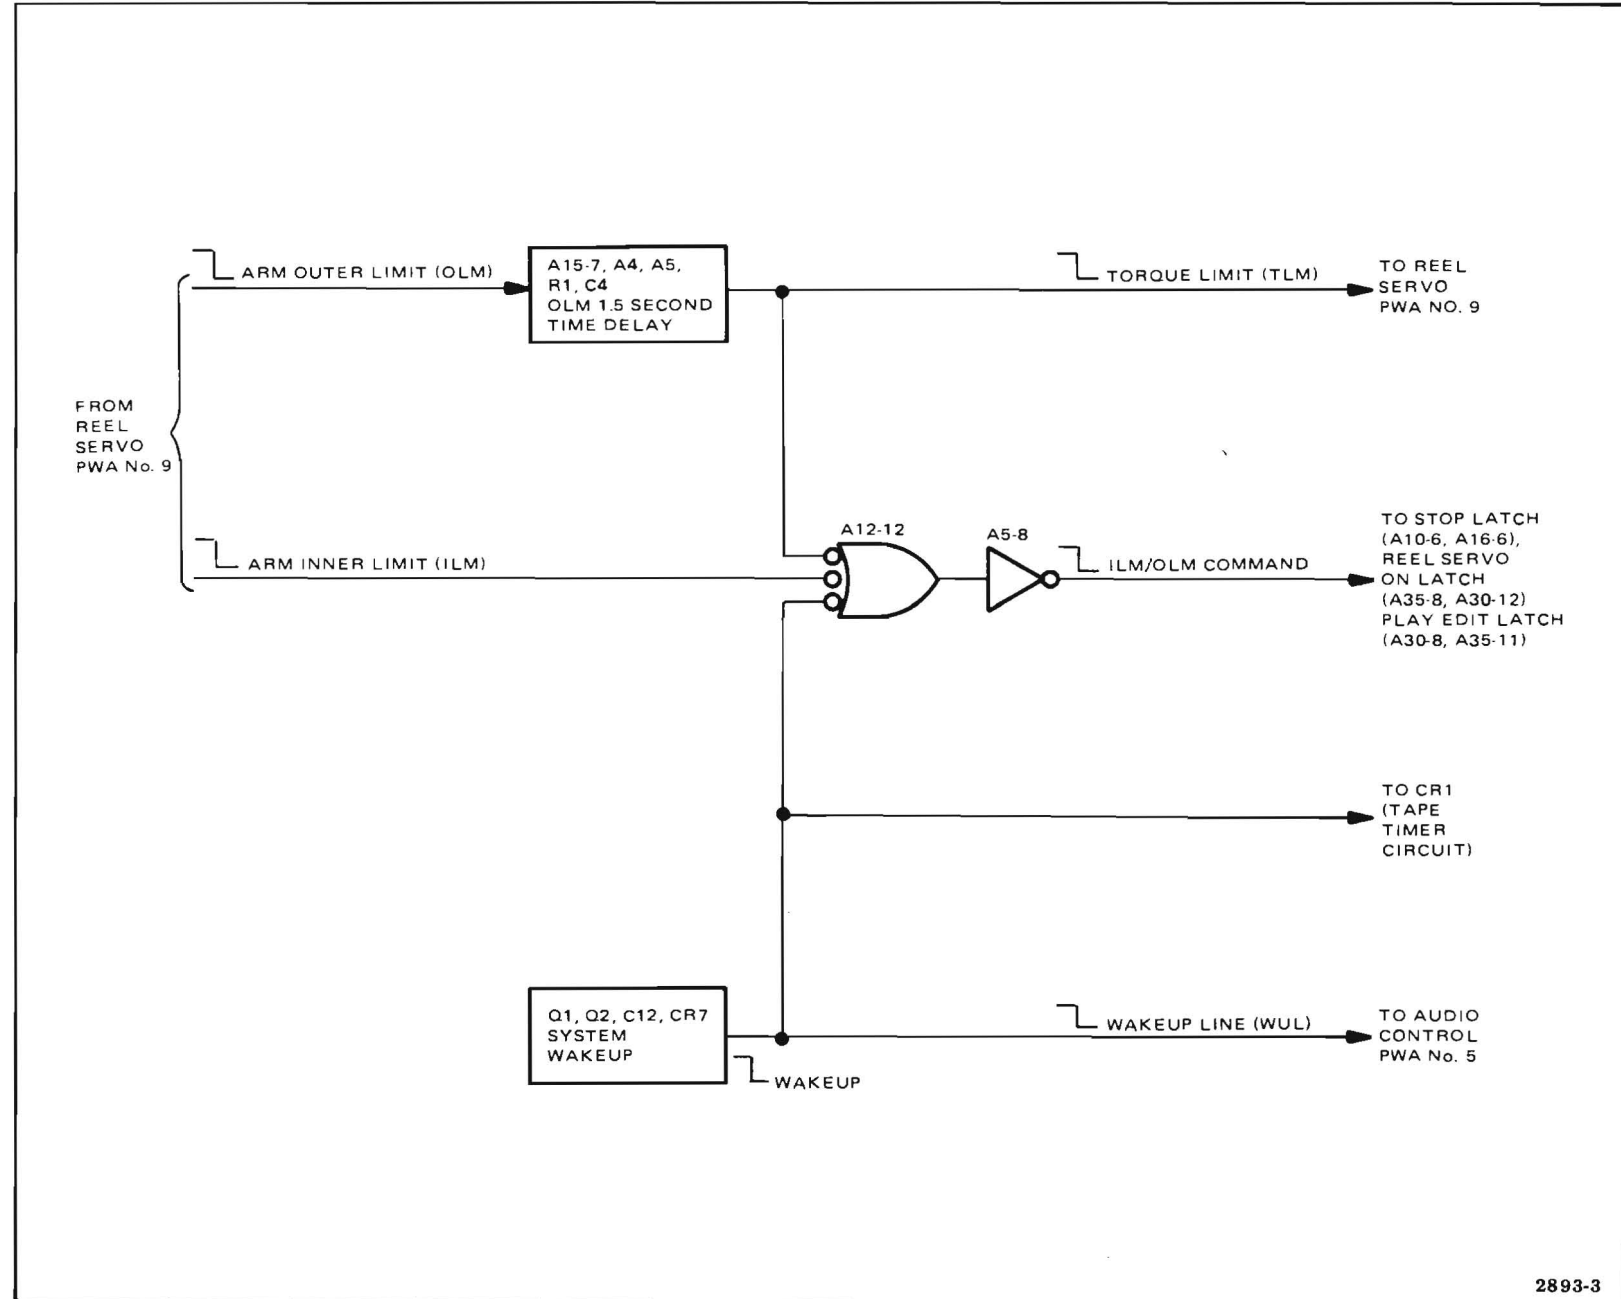 ARM OUTER LIMIT (OLM)
A15-7, A4, A5,
R1, C4
OLM 1.5 SECOND
TIME DELAY
TORQUE LIMIT (TLM)
TO REEL
SERVO
PWA NO. 9
FROM
REEL
SERVO
PWA No. 9
ARM INNER LIMIT (ILM)
A12-12
A5-8
ILM/OLM COMMAND
TO STOP LATCH
(A10-6, A16-6),
REEL SERVO
ON LATCH
(A35-8, A30-12)
PLAY EDIT LATCH
(A30-8, A35-11)
TO CR1
(TAPE
TIMER
CIRCUIT)
Q1, Q2, C12, CR7
SYSTEM
WAKEUP
WAKEUP
WAKEUP LINE (WUL)
TO AUDIO
CONTROL
PWA No. 5
2893-3